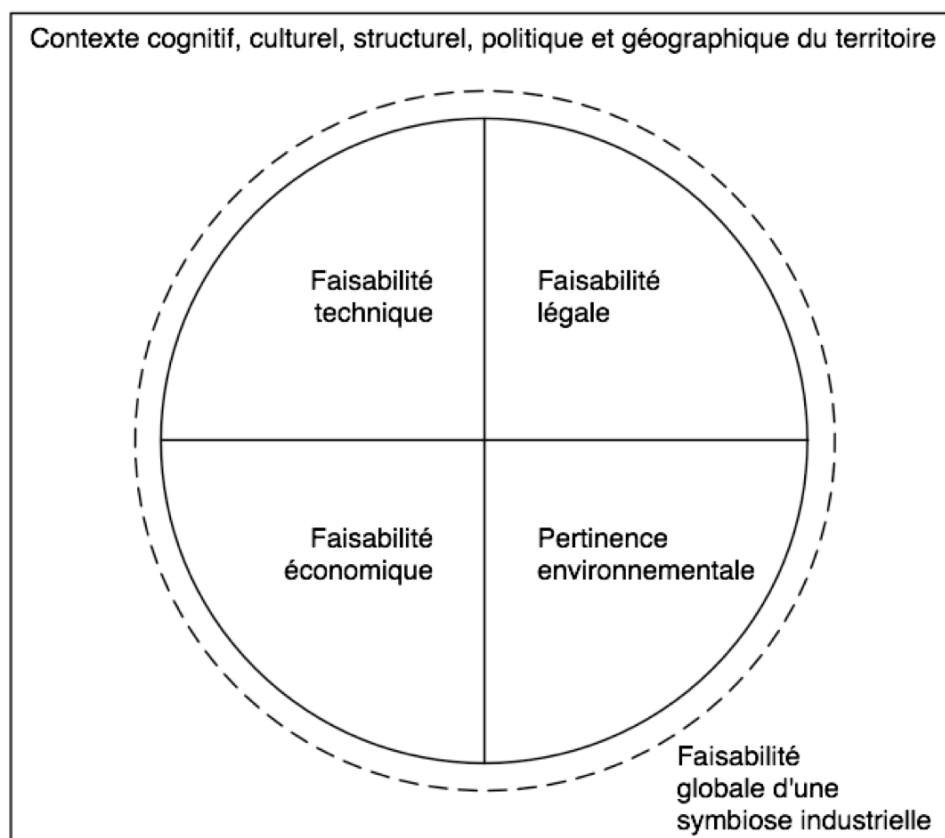 Contexte cognitif, culturel, structurel, politique et géographique du territoire
Faisabilité
technique
Faisabilité
légale
Faisabilité
économique
Pertinence
environnementale
Faisabilité
globale d'une
symbiose industrielle